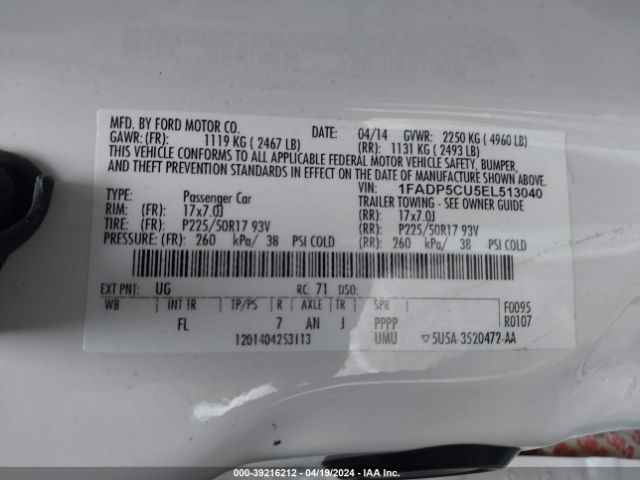 MFD. BY FORD MOTOR CO.
DATE: 04/14 GVWR: 2250 KG ( 4960 LB)
GAWR: (FR): 1119 KG ( 2467 LB) (RR): 1131 KG ( 2493 LB)
THIS VEHICLE CONFORMS TO ALL APPLICABLE FEDERAL MOTOR VEHICLE SAFETY, BUMPER,
AND THEFT PREVENTION STANDARDS IN EFFECT ON THE DATE OF MANUFACTURE SHOWN ABOVE.
VIN: 1FADP5CU5EL513040
TYPE: Passenger Car TRAILER TOWING - SEE OWNER GUIDE
RIM: (FR): 17x7.0J (RR): 17x7.0J
TIRE: (FR): P225/50R17 93V (RR): P225/50R17 93V
PRESSURE: (FR): 260 kPa/ 38 PSI COLD (RR): 260 kPa/ 38 PSI COLD
EXT PNT: UG RC: 71 DSO:
WB INT TR TP/PS R AXLE TR SPR F0095
FL 7 AN J PPPP R0107
1201404253113 UMU 5U5A-3520472-AA
000-39216212 - 04/19/2024 - IAA